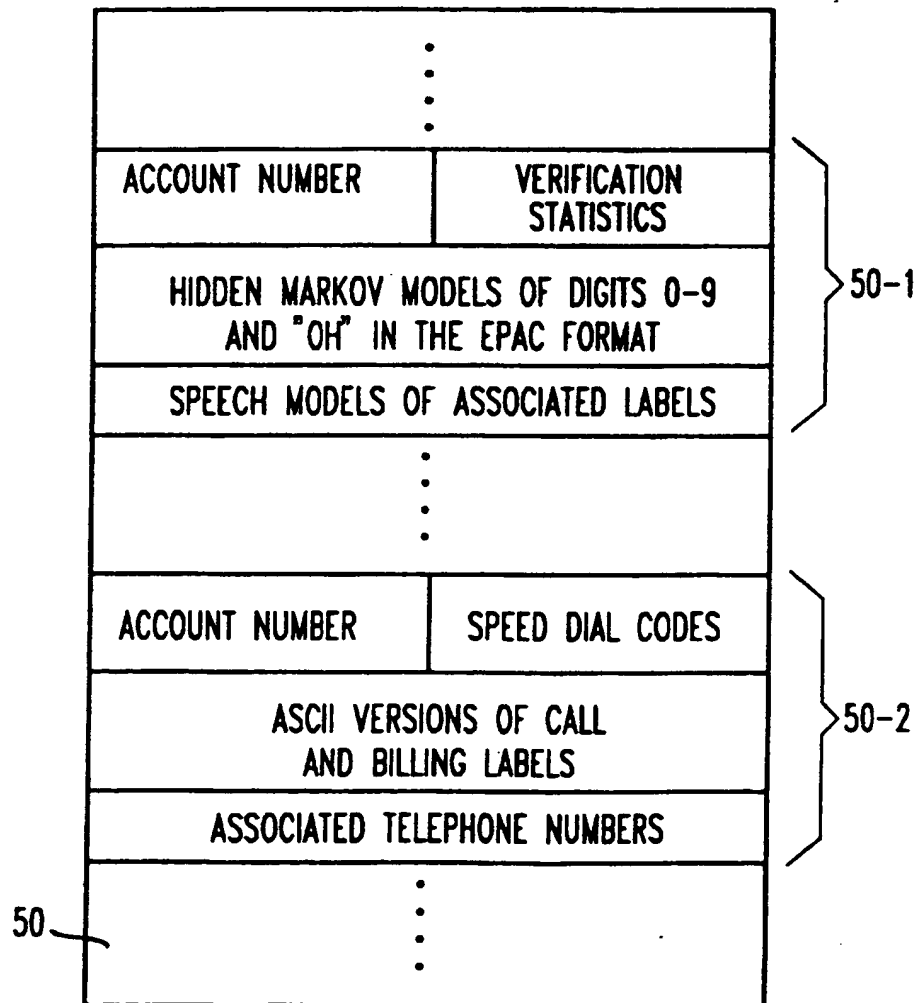 ACCOUNT NUMBER
VERIFICATION
STATISTICS
HIDDEN MARKOV MODELS OF DIGITS 0-9
AND "OH" IN THE EPAC FORMAT
SPEECH MODELS OF ASSOCIATED LABELS
50-1
ACCOUNT NUMBER
SPEED DIAL CODES
ASCII VERSIONS OF CALL
AND BILLING LABELS
ASSOCIATED TELEPHONE NUMBERS
50-2
50